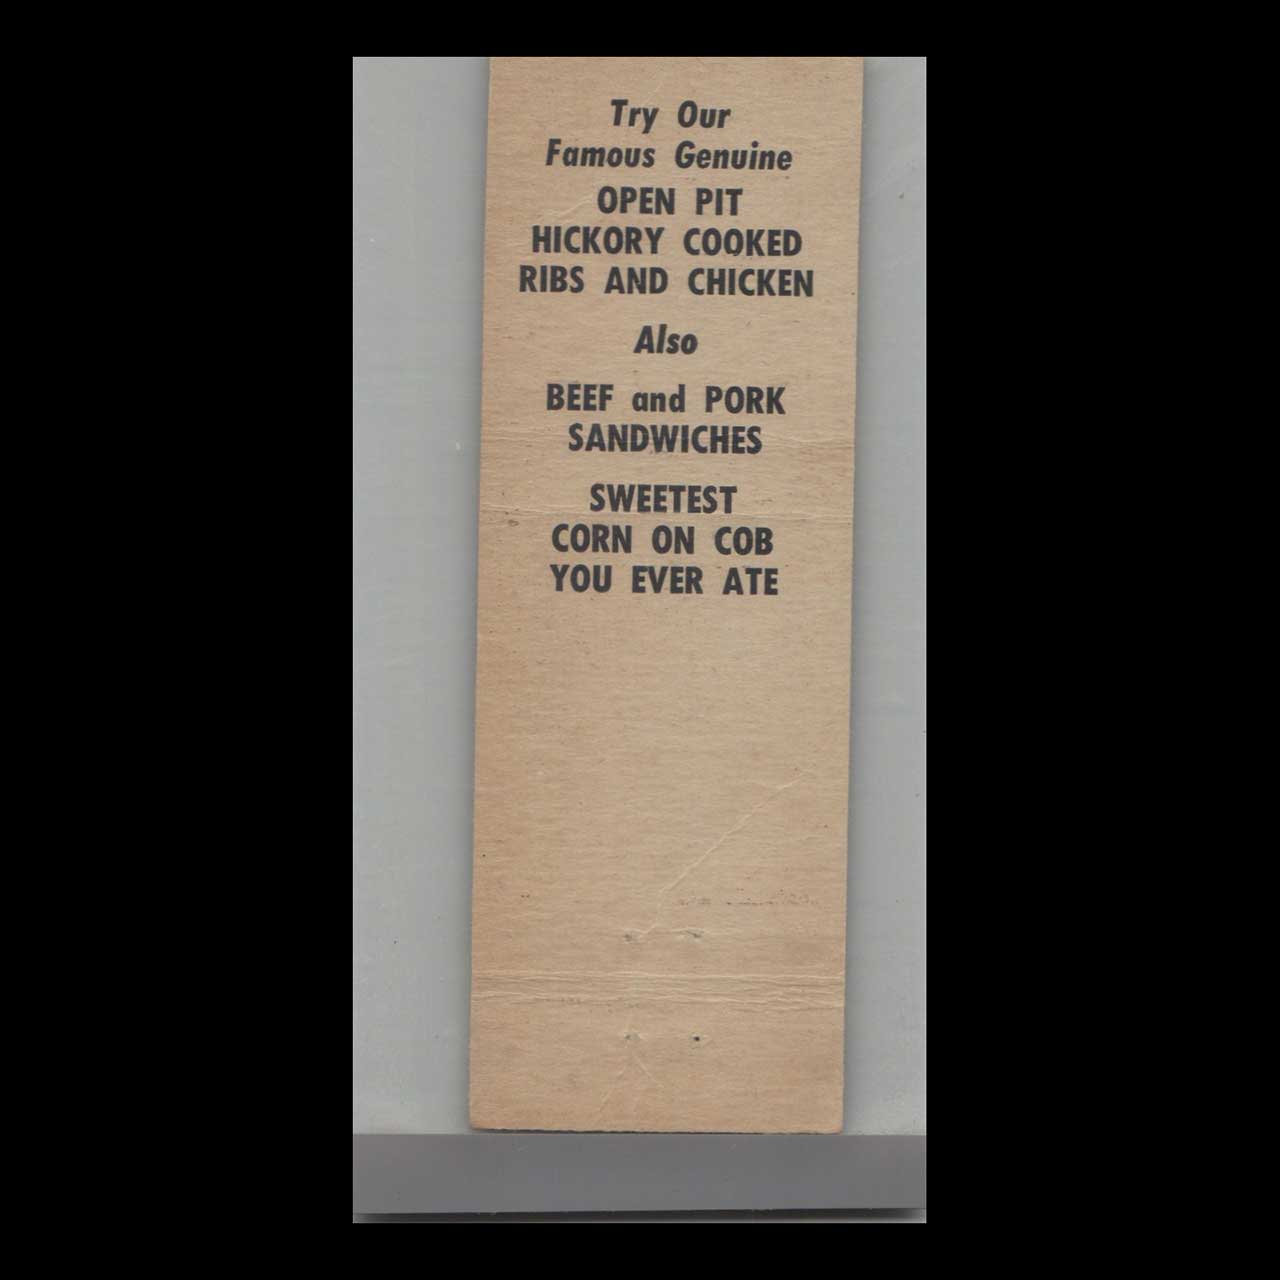 Try Our
Famous Genuine
OPEN PIT
HICKORY COOKED
RIBS AND CHICKEN
Also
BEEF and PORK
SANDWICHES
SWEETEST
CORN ON COB
YOU EVER ATE